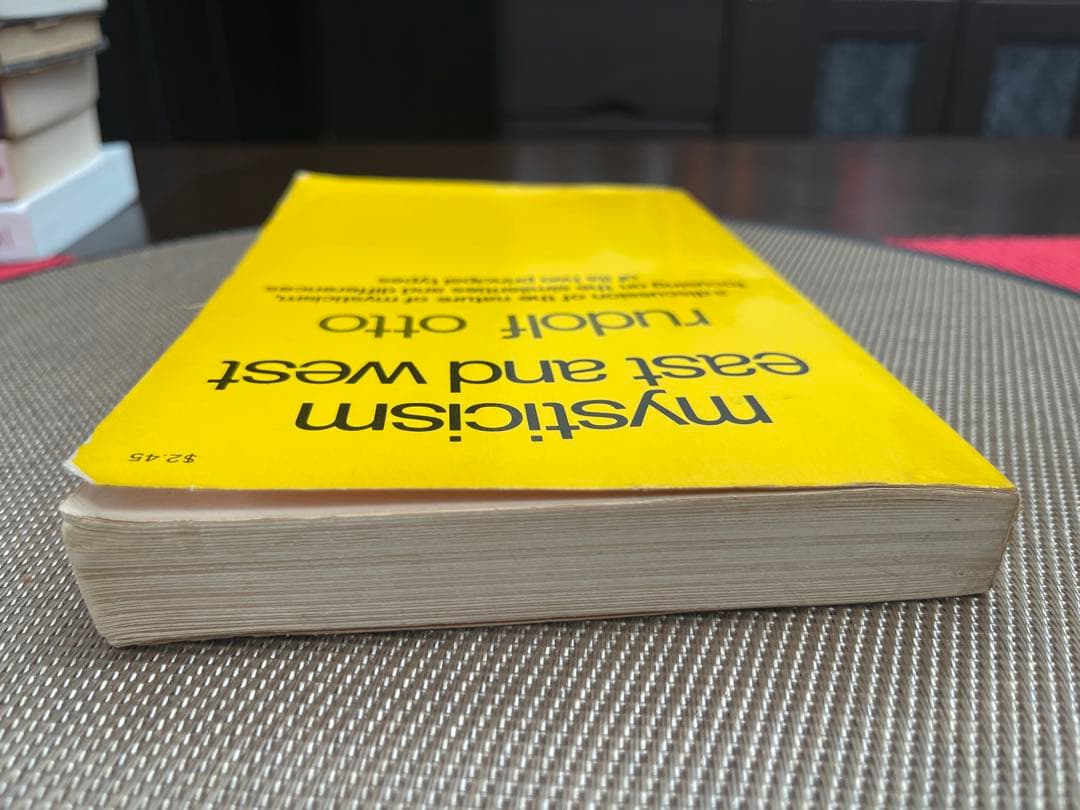 $2.45
mysticism
east and west
rudolf otto
a discussion of the nature of mysticism,
focusing on the similarities and differences
of its two principal types